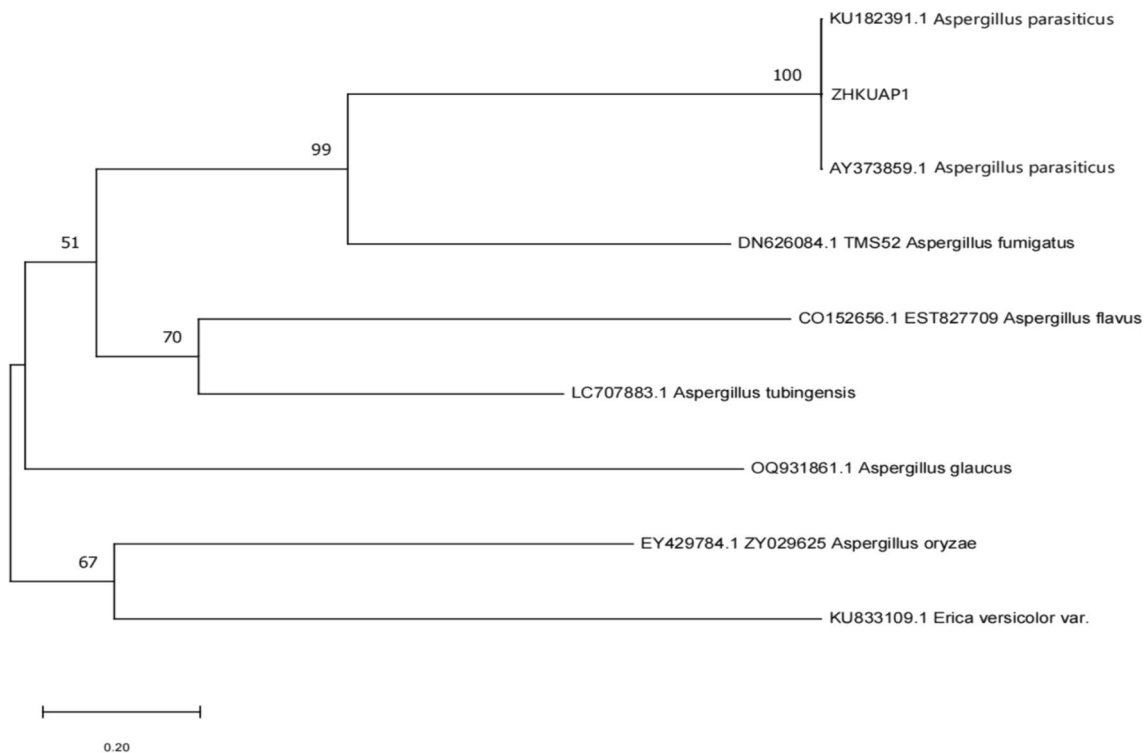 KU182391.1 Aspergillus parasiticus
100
ZHKUAP1
99
AY373859.1 Aspergillus parasiticus
51
DN626084.1 TMS52 Aspergillus fumigatus
CO152656.1 EST827709 Aspergillus flavus
70
LC707883.1 Aspergillus tubingensis
OQ931861.1 Aspergillus glaucus
EY429784.1 ZY029625 Aspergillus oryzae
67
KU833109.1 Erica versicolor var.
0.20